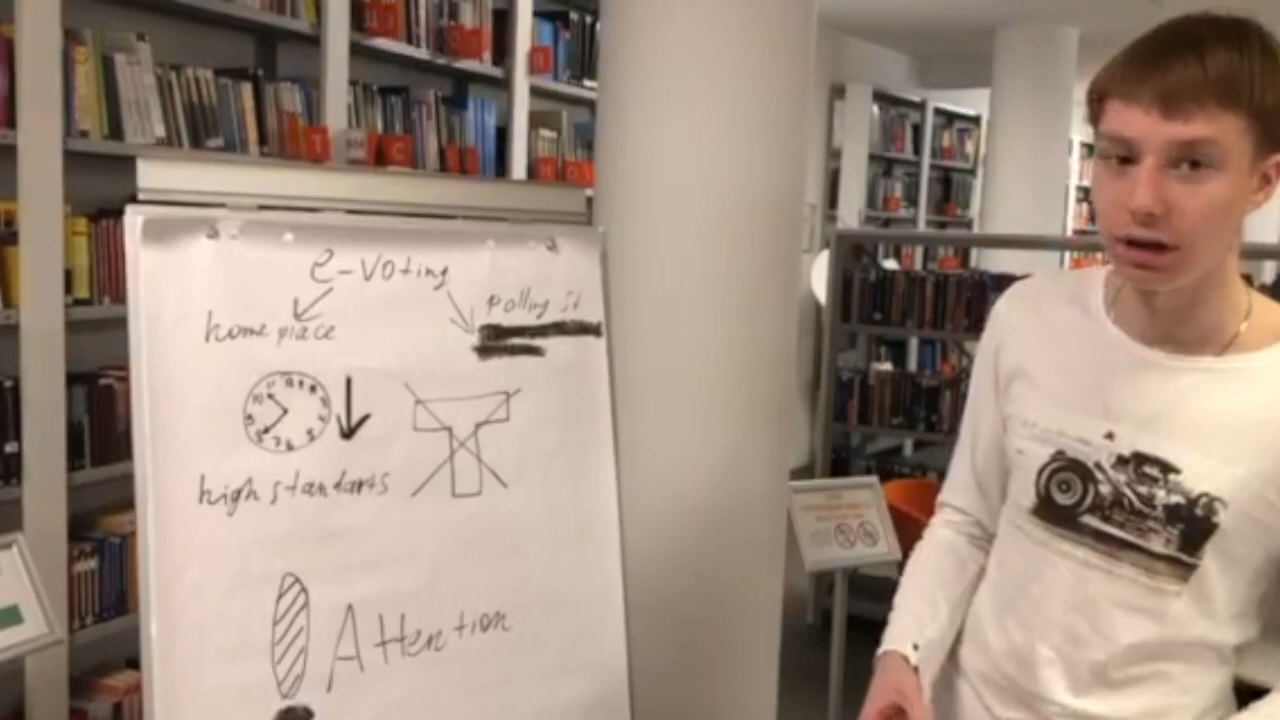 e-voting
home place
polling st
high standarts
Attention
T
C